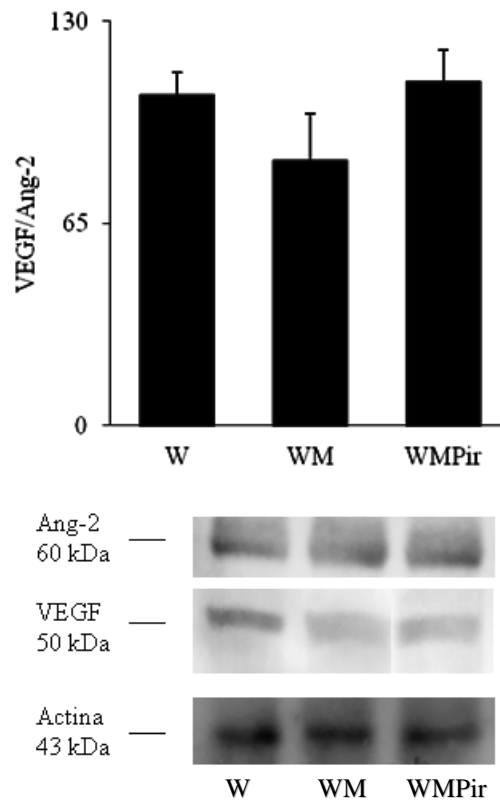 130
VEGF/Ang-2
65
0
W WM WMPir
Ang-2
60 kDa
VEGF
50 kDa
Actina
43 kDa
W WM WMPir